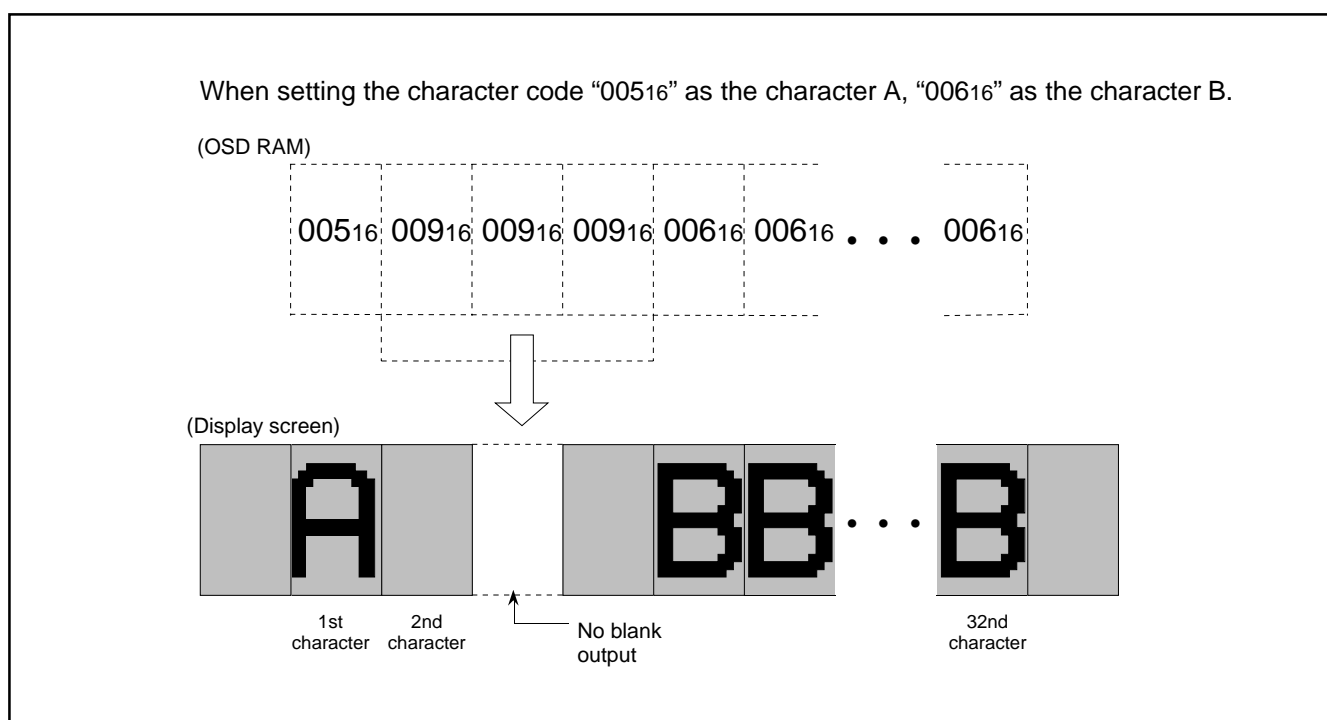 When setting the character code “00516” as the character A, “00616” as the character B.
(OSD RAM)
00516 00916 00916 00916 00616 00616 • • • 00616
(Display screen)
A B B • • • B
1st character 2nd character No blank output 32nd character